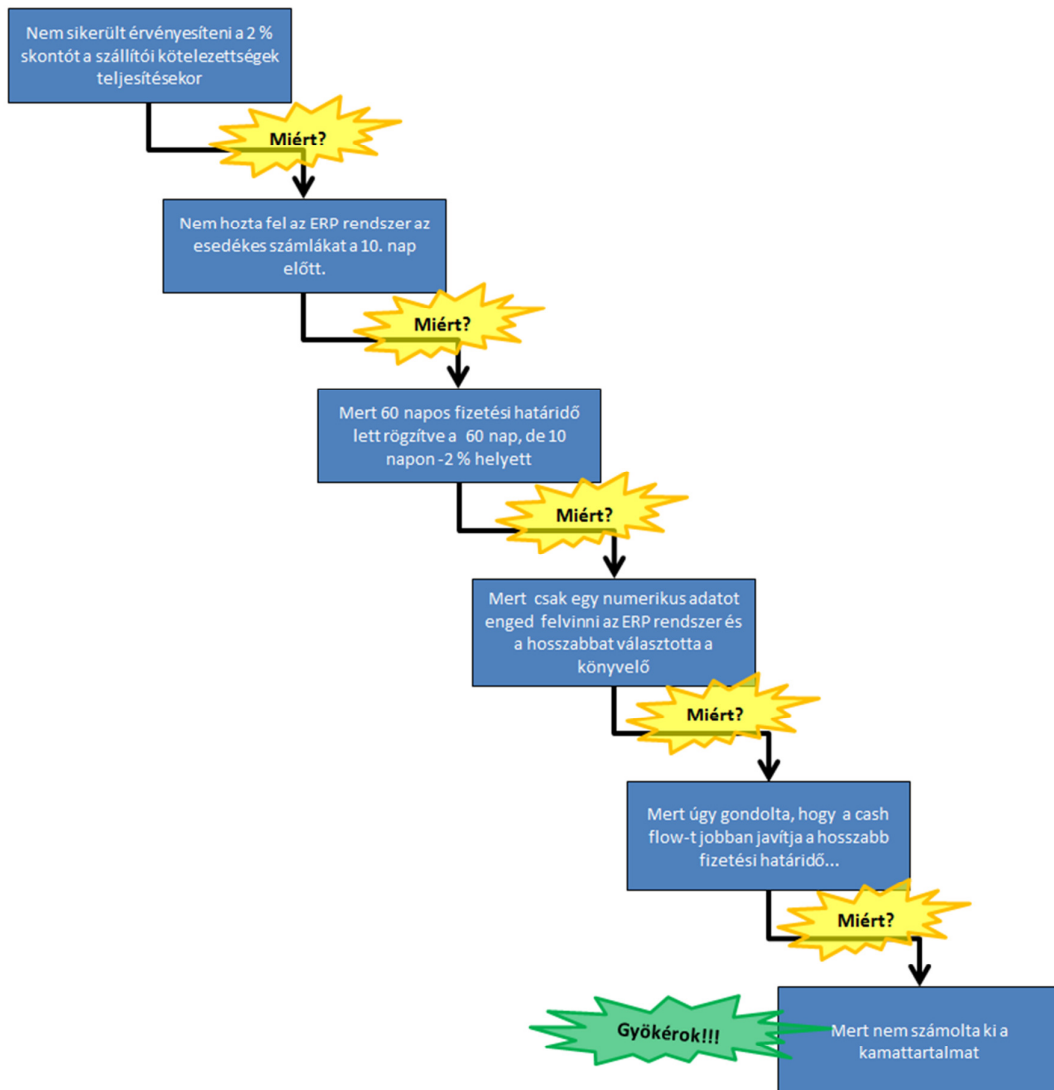 Nem sikerült érvényesíteni a 2 %
skontót a szállítói kötelezettségek
teljesítésekor
Miért?
Nem hozta fel az ERP rendszer az
esedékes számlákat a 10. nap
előtt.
Miért?
Mert 60 napos fizetési határidő
lett rögzítve a 60 nap, de 10
napon -2 % helyett
Miért?
Mert csak egy numerikus adatot
enged felvinni az ERP rendszer és
a hosszabbat választotta a
könyvelő
Miért?
Mert úgy gondolta, hogy a cash
flow-t jobban javítja a hosszabb
fizetési határidő...
Miért?
Gyökérok!!!
Mert nem számolta ki a
kamattartalmat